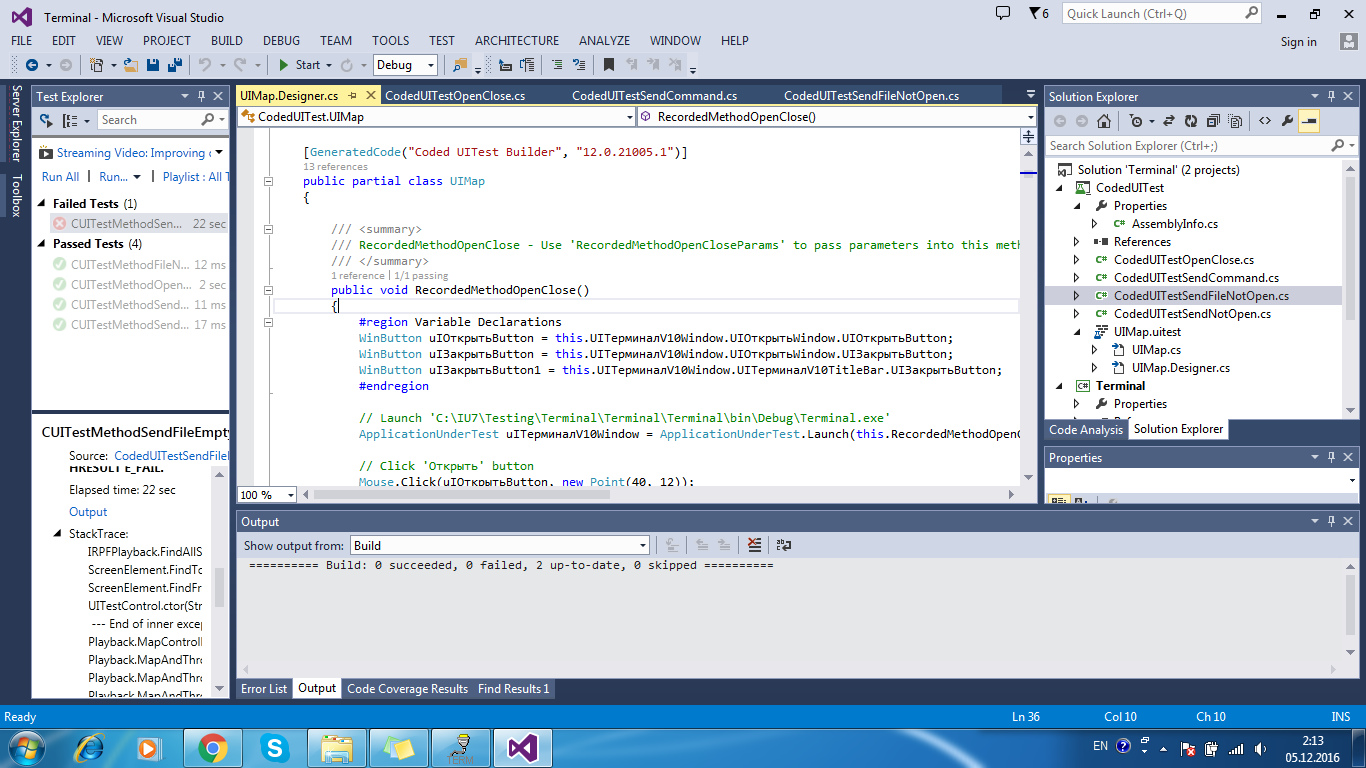 Terminal - Microsoft Visual Studio
6
Quick Launch (Ctrl+Q)
FILE EDIT VIEW PROJECT BUILD DEBUG TEAM TOOLS TEST ARCHITECTURE ANALYZE WINDOW HELP
Sign in
Start Debug
Server Explorer
Toolbox
Test Explorer
Search
Streaming Video: Improving
Run All | Run... | Playlist : All T
Failed Tests (1)
CUITestMethodSen... 22 sec
Passed Tests (4)
CUITestMethodFileN... 12 ms
CUITestMethodOpen... 2 sec
CUITestMethodSend... 11 ms
CUITestMethodSend... 17 ms
CUITestMethodSendFileEmpty
Source: CodedUITestSendFile
HRESULT E_FAIL.
Elapsed time: 22 sec
Output
StackTrace:
IRPFPlayback.FindAllS
ScreenElement.FindTo
ScreenElement.FindFr
UITestControl.ctor(Str
--- End of inner exce
Playback.MapControl
Playback.MapAndThr
Playback.MapAndThr
Playback.MapAndThr
UIMap.Designer.cs CodedUITestOpenClose.cs CodedUITestSendCommand.cs CodedUITestSendFileNotOpen.cs
CodedUITest.UIMap RecordedMethodOpenClose()
[GeneratedCode("Coded UITest Builder", "12.0.21005.1")]
13 references
public partial class UIMap
{
/// <summary>
/// RecordedMethodOpenClose - Use 'RecordedMethodOpenCloseParams' to pass parameters into this meth
/// </summary>
1 reference | 1/1 passing
public void RecordedMethodOpenClose()
{
#region Variable Declarations
WinButton uIОткрытьButton = this.UIТерминалV10Window.UIОткрытьWindow.UIОткрытьButton;
WinButton uIЗакрытьButton = this.UIТерминалV10Window.UIОткрытьWindow.UIЗакрытьButton;
WinButton uIЗакрытьButton1 = this.UIТерминалV10Window.UIТерминалV10TitleBar.UIЗакрытьButton;
#endregion
// Launch 'C:\IU7\Testing\Terminal\Terminal\Terminal\bin\Debug\Terminal.exe'
ApplicationUnderTest uIТерминалV10Window = ApplicationUnderTest.Launch(this.RecordedMethodOpenC
// Click 'Открыть' button
Mouse.Click(uIОткрытьButton, new Point(40, 12));
100 %
Output
Show output from: Build
========== Build: 0 succeeded, 0 failed, 2 up-to-date, 0 skipped ==========
Error List Output Code Coverage Results Find Results 1
Solution Explorer
Search Solution Explorer (Ctrl+;)
Solution 'Terminal' (2 projects)
CodedUITest
Properties
AssemblyInfo.cs
References
CodedUITestOpenClose.cs
CodedUITestSendCommand.cs
CodedUITestSendFileNotOpen.cs
CodedUITestSendNotOpen.cs
UIMap.uitest
UIMap.cs
UIMap.Designer.cs
Terminal
Properties
Code Analysis Solution Explorer
Properties
Ready Ln 36 Col 10 Ch 10 INS
TERM
EN
2:13
05.12.2016